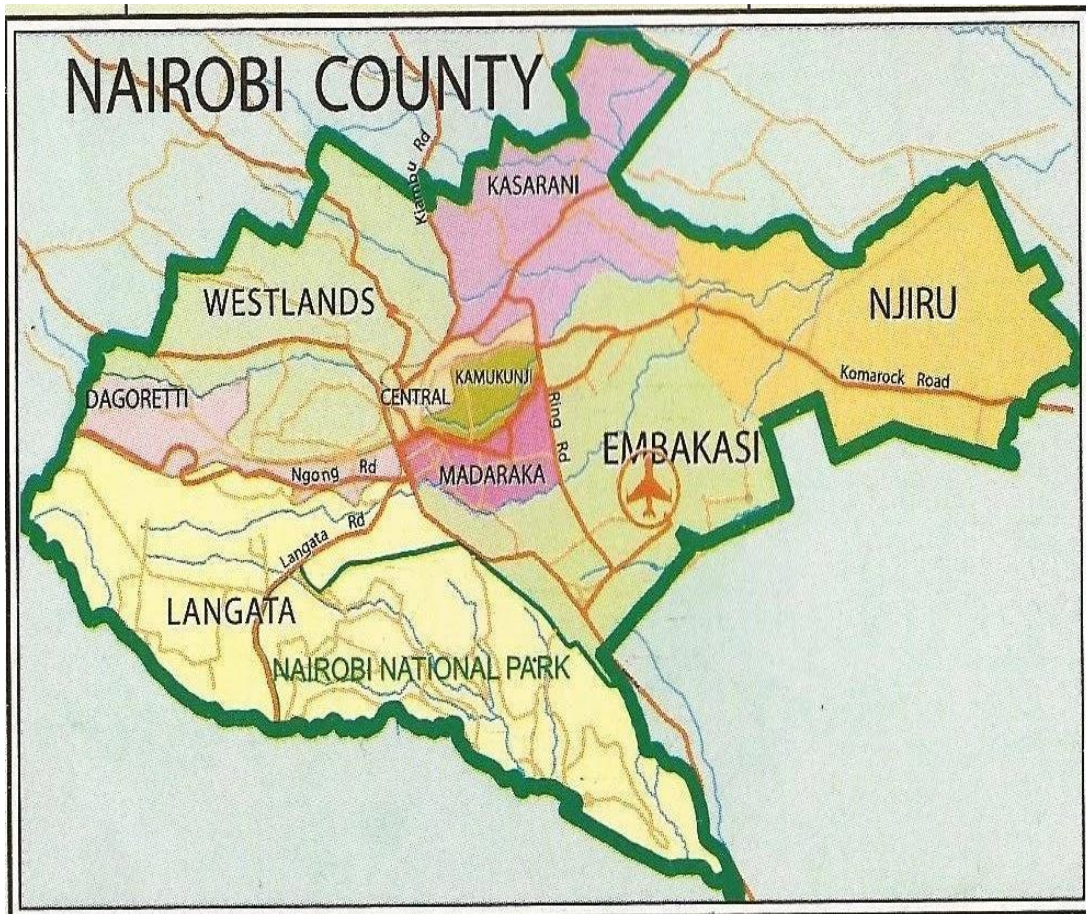 NAIROBI COUNTY
Kiambu Rd
KASARANI
WESTLANDS
NJIRU
KAMUKUNJI
CENTRAL
DAGORETTI
Komarock Road
Ring Rd
EMBAKASI
MADARAKA
Ngong Rd
Langata Rd
LANGATA
NAIROBI NATIONAL PARK